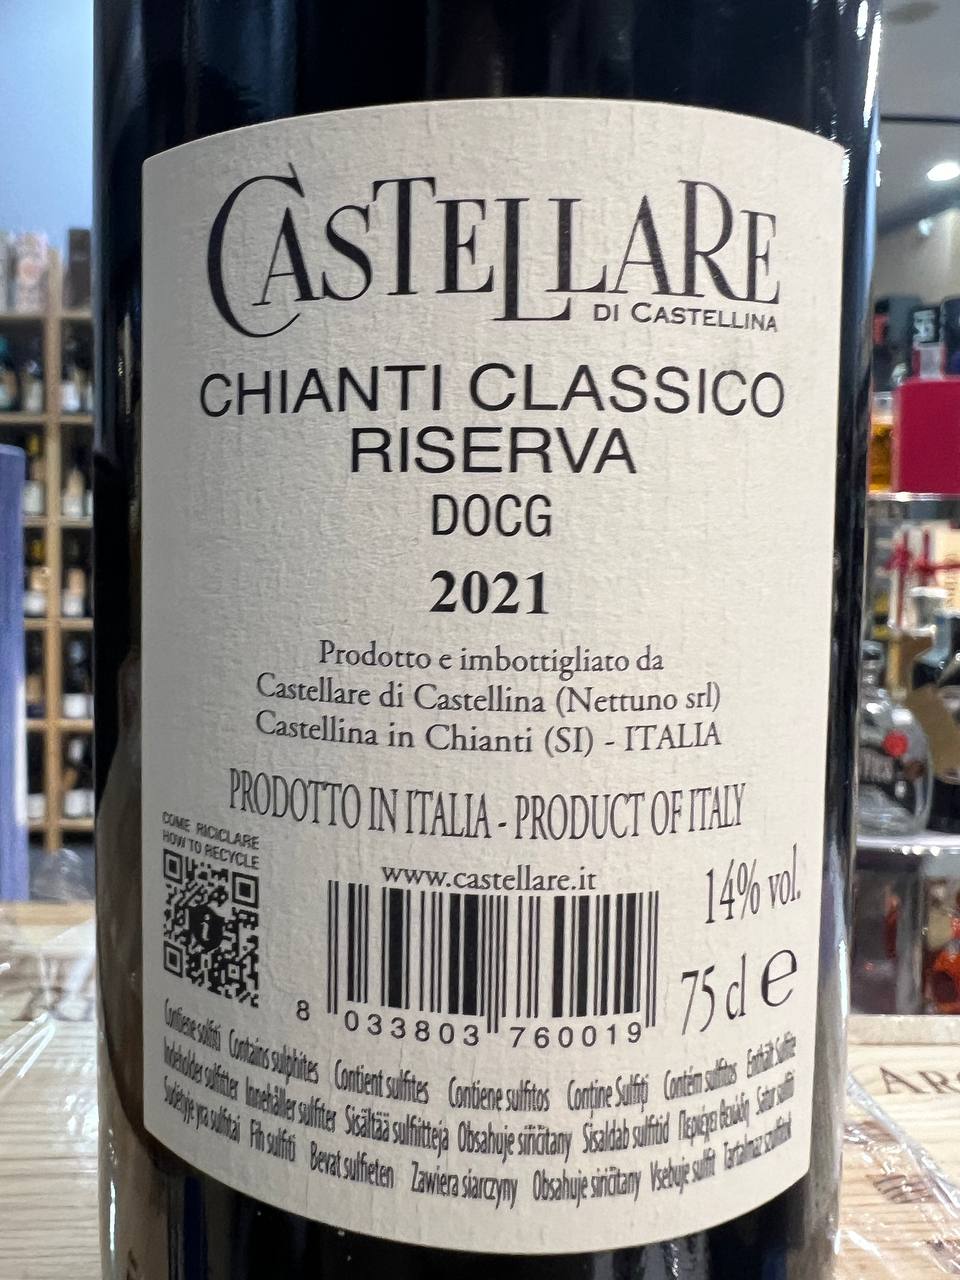 CASTELLARE
DI CASTELLINA
CHIANTI CLASSICO
RISERVA
DOCG
2021
Prodotto e imbottigliato da
Castellare di Castellina (Nettuno srl)
Castellina in Chianti (SI) - ITALIA
PRODOTTO IN ITALIA - PRODUCT OF ITALY
COME RICICLARE
HOW TO RECYCLE
www.castellare.it
14% vol.
75 cl e
8 033803 760019
Contiene solfiti Contains sulphites Contient sulfites Contiene sulfitos Conține Sulfiți Contém sulfitos Enthält Sulfite
Indeholder sulfitter Innehåller sulfiter Sisältää sulfiitteja Obsahuje siřičitany Sisaldab sulfitid Περιέχει θειώδη Satur sulfīti
Sudėtyje yra sulfitai Fih sulfiti Bevat sulfieten Zawiera siarczyny Obsahuje siričitany Vsebuje sulfit Tartalmaz szulfitok